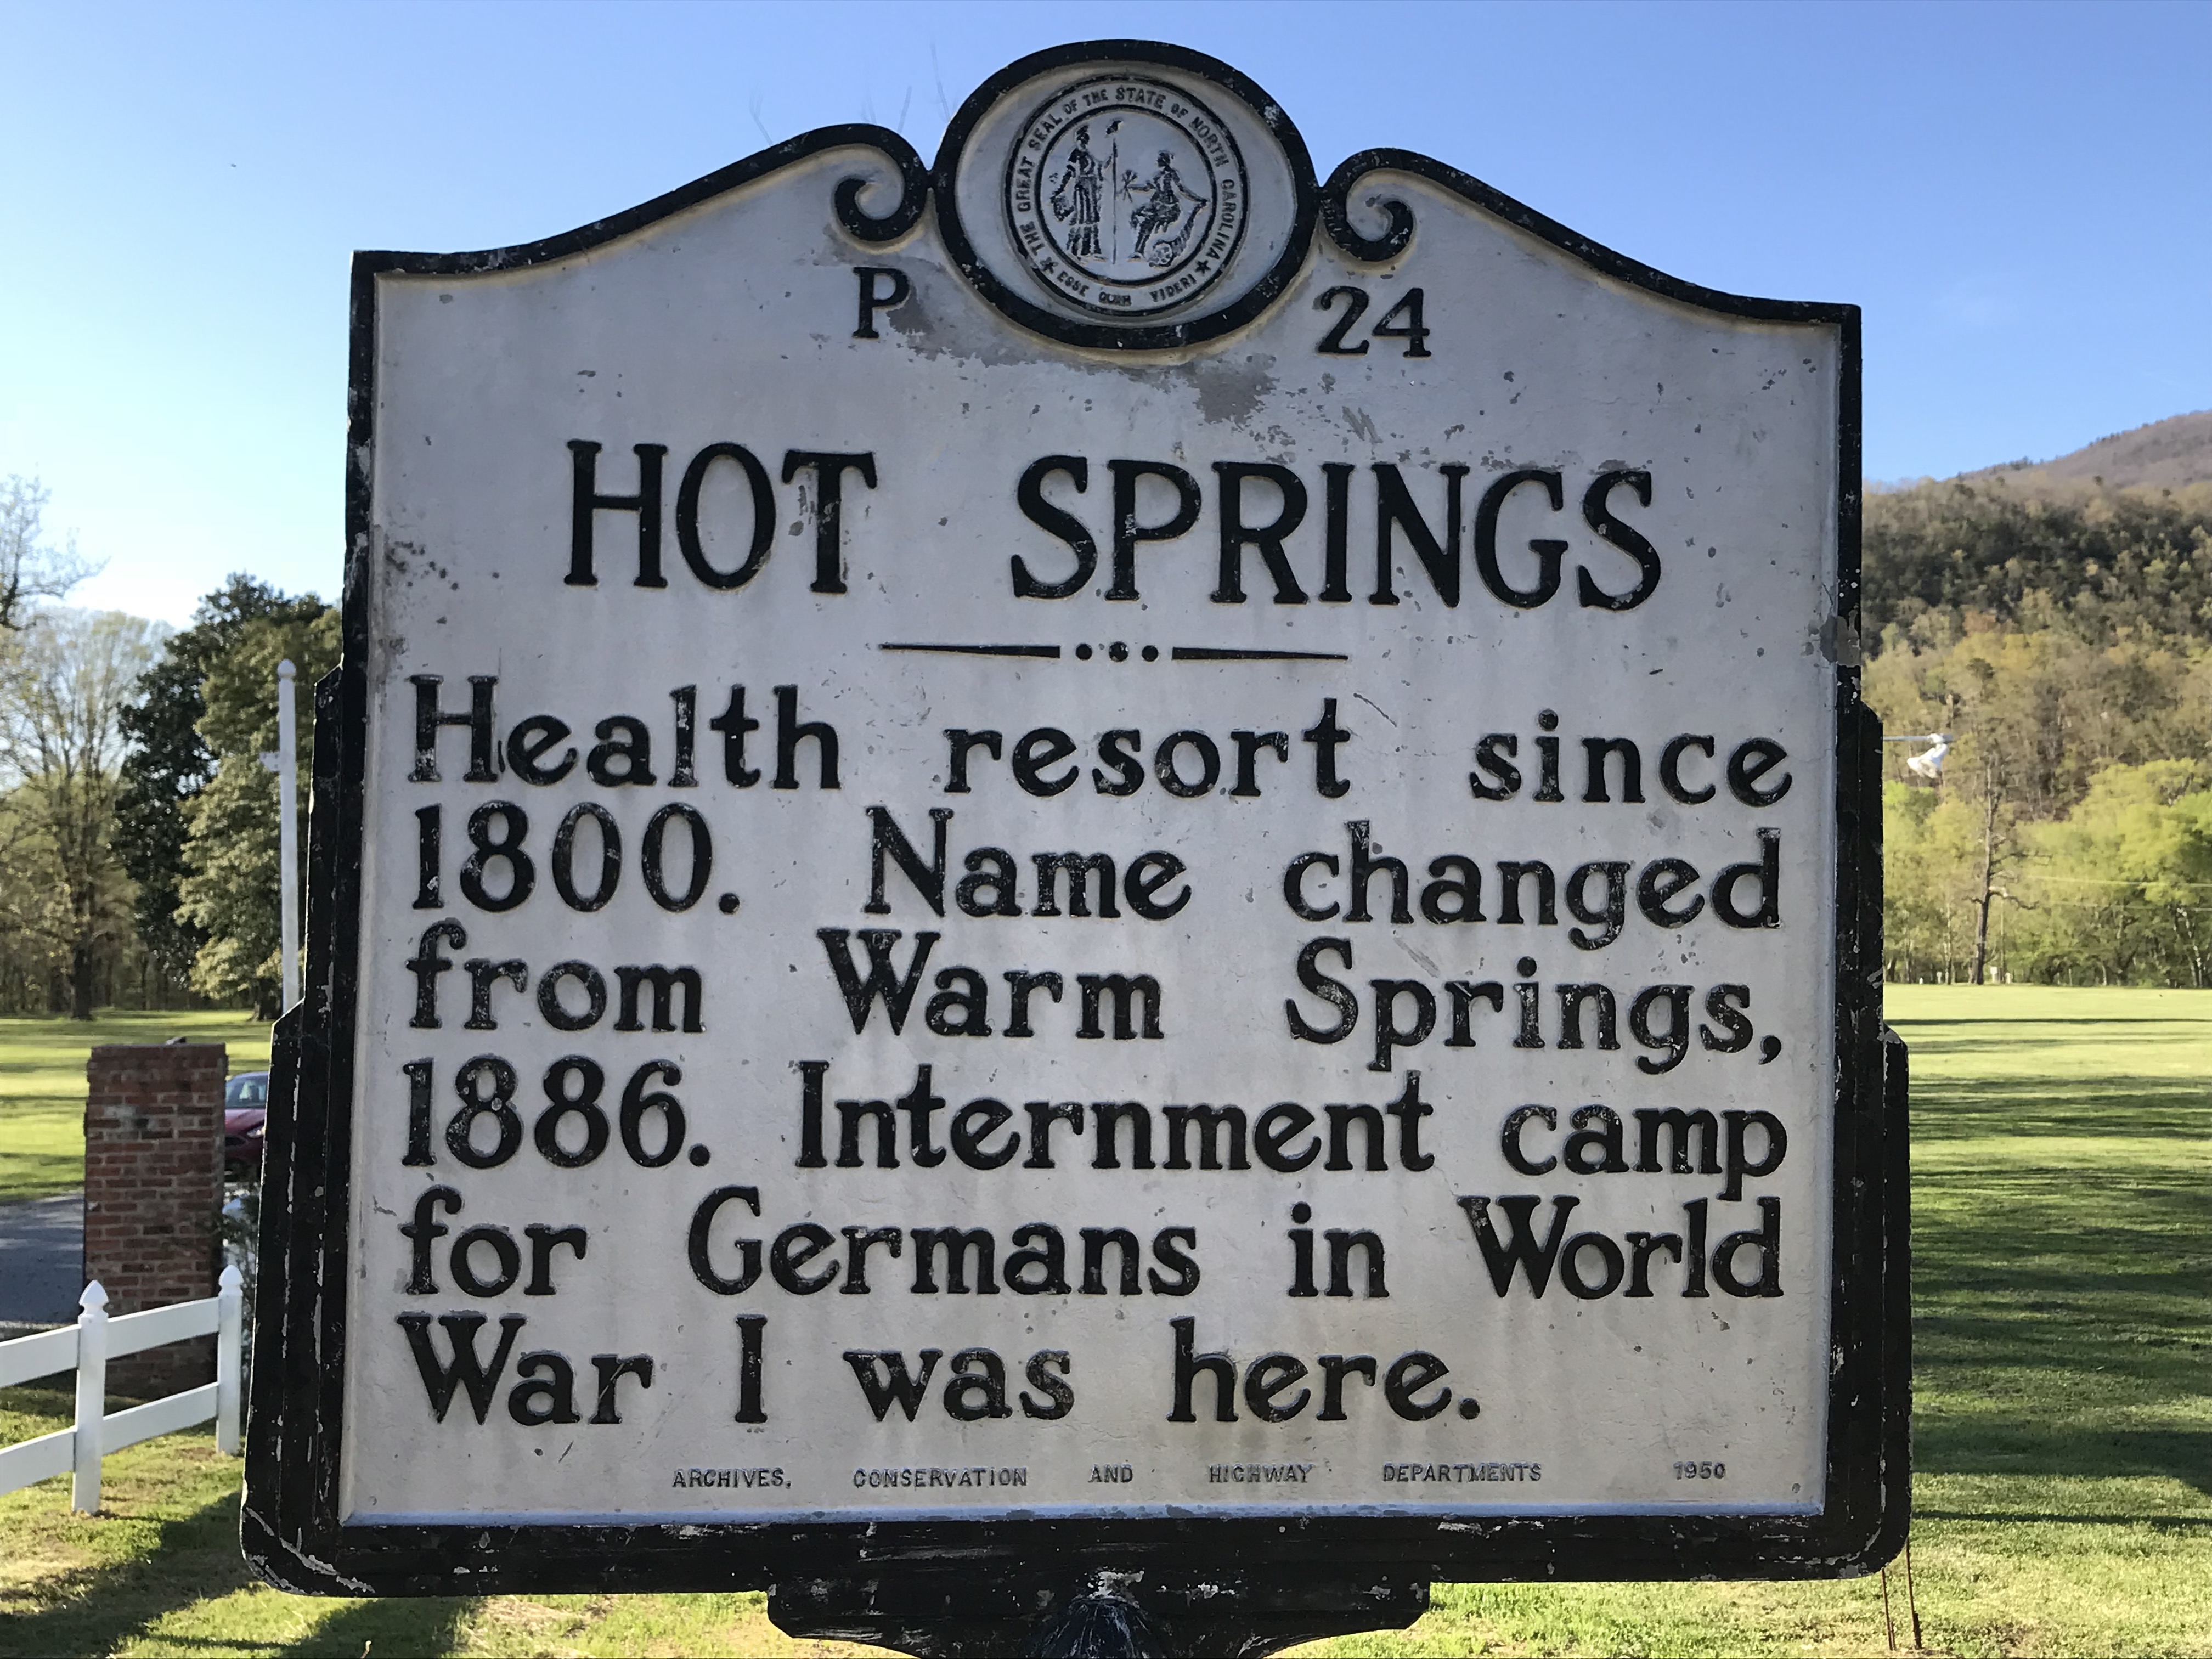 THE GREAT SEAL OF THE STATE OF NORTH CAROLINA
ESSE QUAM VIDERI
P 24
HOT SPRINGS
Health resort since
1800. Name changed
from Warm Springs,
1886. Internment camp
for Germans in World
War I was here.
ARCHIVES, CONSERVATION AND HIGHWAY DEPARTMENTS 1950